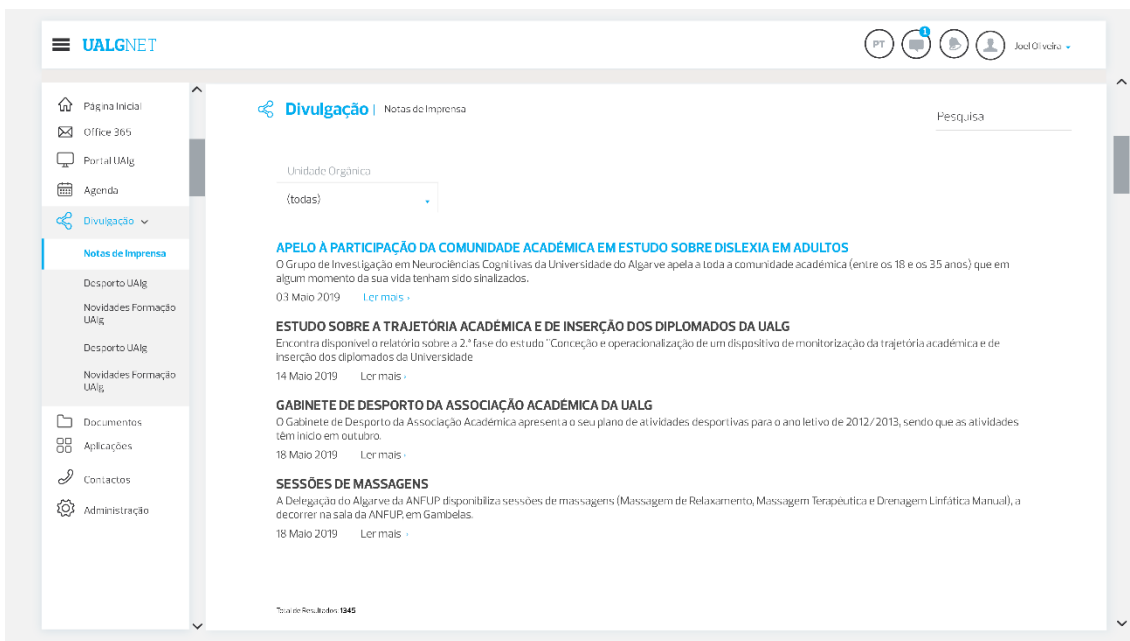 UALGNET
PT
1
Joel Oliveira
Página Inicial
Office 365
Portal UAlg
Agenda
Divulgação
Notas de Imprensa
Desporto UAlg
Novidades Formação
UAlg
Desporto UAlg
Novidades Formação
UAlg
Documentos
Aplicações
Contactos
Administração
Divulgação | Notas de Imprensa
Pesquisa
Unidade Orgânica
(todas)
APELO À PARTICIPAÇÃO DA COMUNIDADE ACADÉMICA EM ESTUDO SOBRE DISLEXIA EM ADULTOS
O Grupo de Investigação em Neurociências Cognitivas da Universidade do Algarve apela a toda a comunidade académica (entre os 18 e os 35 anos) que em
algum momento da sua vida tenham sido sinalizados.
03 Maio 2019 Ler mais ›
ESTUDO SOBRE A TRAJETÓRIA ACADÉMICA E DE INSERÇÃO DOS DIPLOMADOS DA UALG
Encontra disponível o relatório sobre a 2.ª fase do estudo "Conceção e operacionalização de um dispositivo de monitorização da trajetória académica e de
inserção dos diplomados da Universidade
14 Maio 2019 Ler mais ›
GABINETE DE DESPORTO DA ASSOCIAÇÃO ACADÉMICA DA UALG
O Gabinete de Desporto da Associação Académica apresenta o seu plano de atividades desportivas para o ano letivo de 2012/2013, sendo que as atividades
têm início em outubro.
18 Maio 2019 Ler mais ›
SESSÕES DE MASSAGENS
A Delegação do Algarve da ANFUP disponibiliza sessões de massagens (Massagem de Relaxamento, Massagem Terapêutica e Drenagem Linfática Manual), a
decorrer na sala da ANFUP, em Gambelas.
18 Maio 2019 Ler mais ›
Total de Resultados: 1345